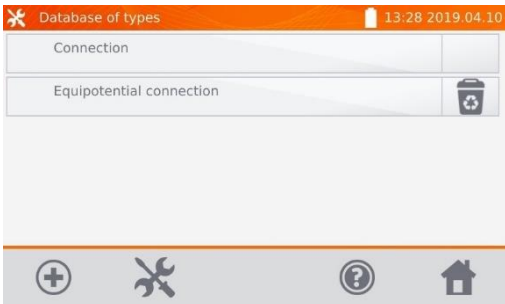 Database of types 13:28 2019.04.10
Connection
Equipotential connection